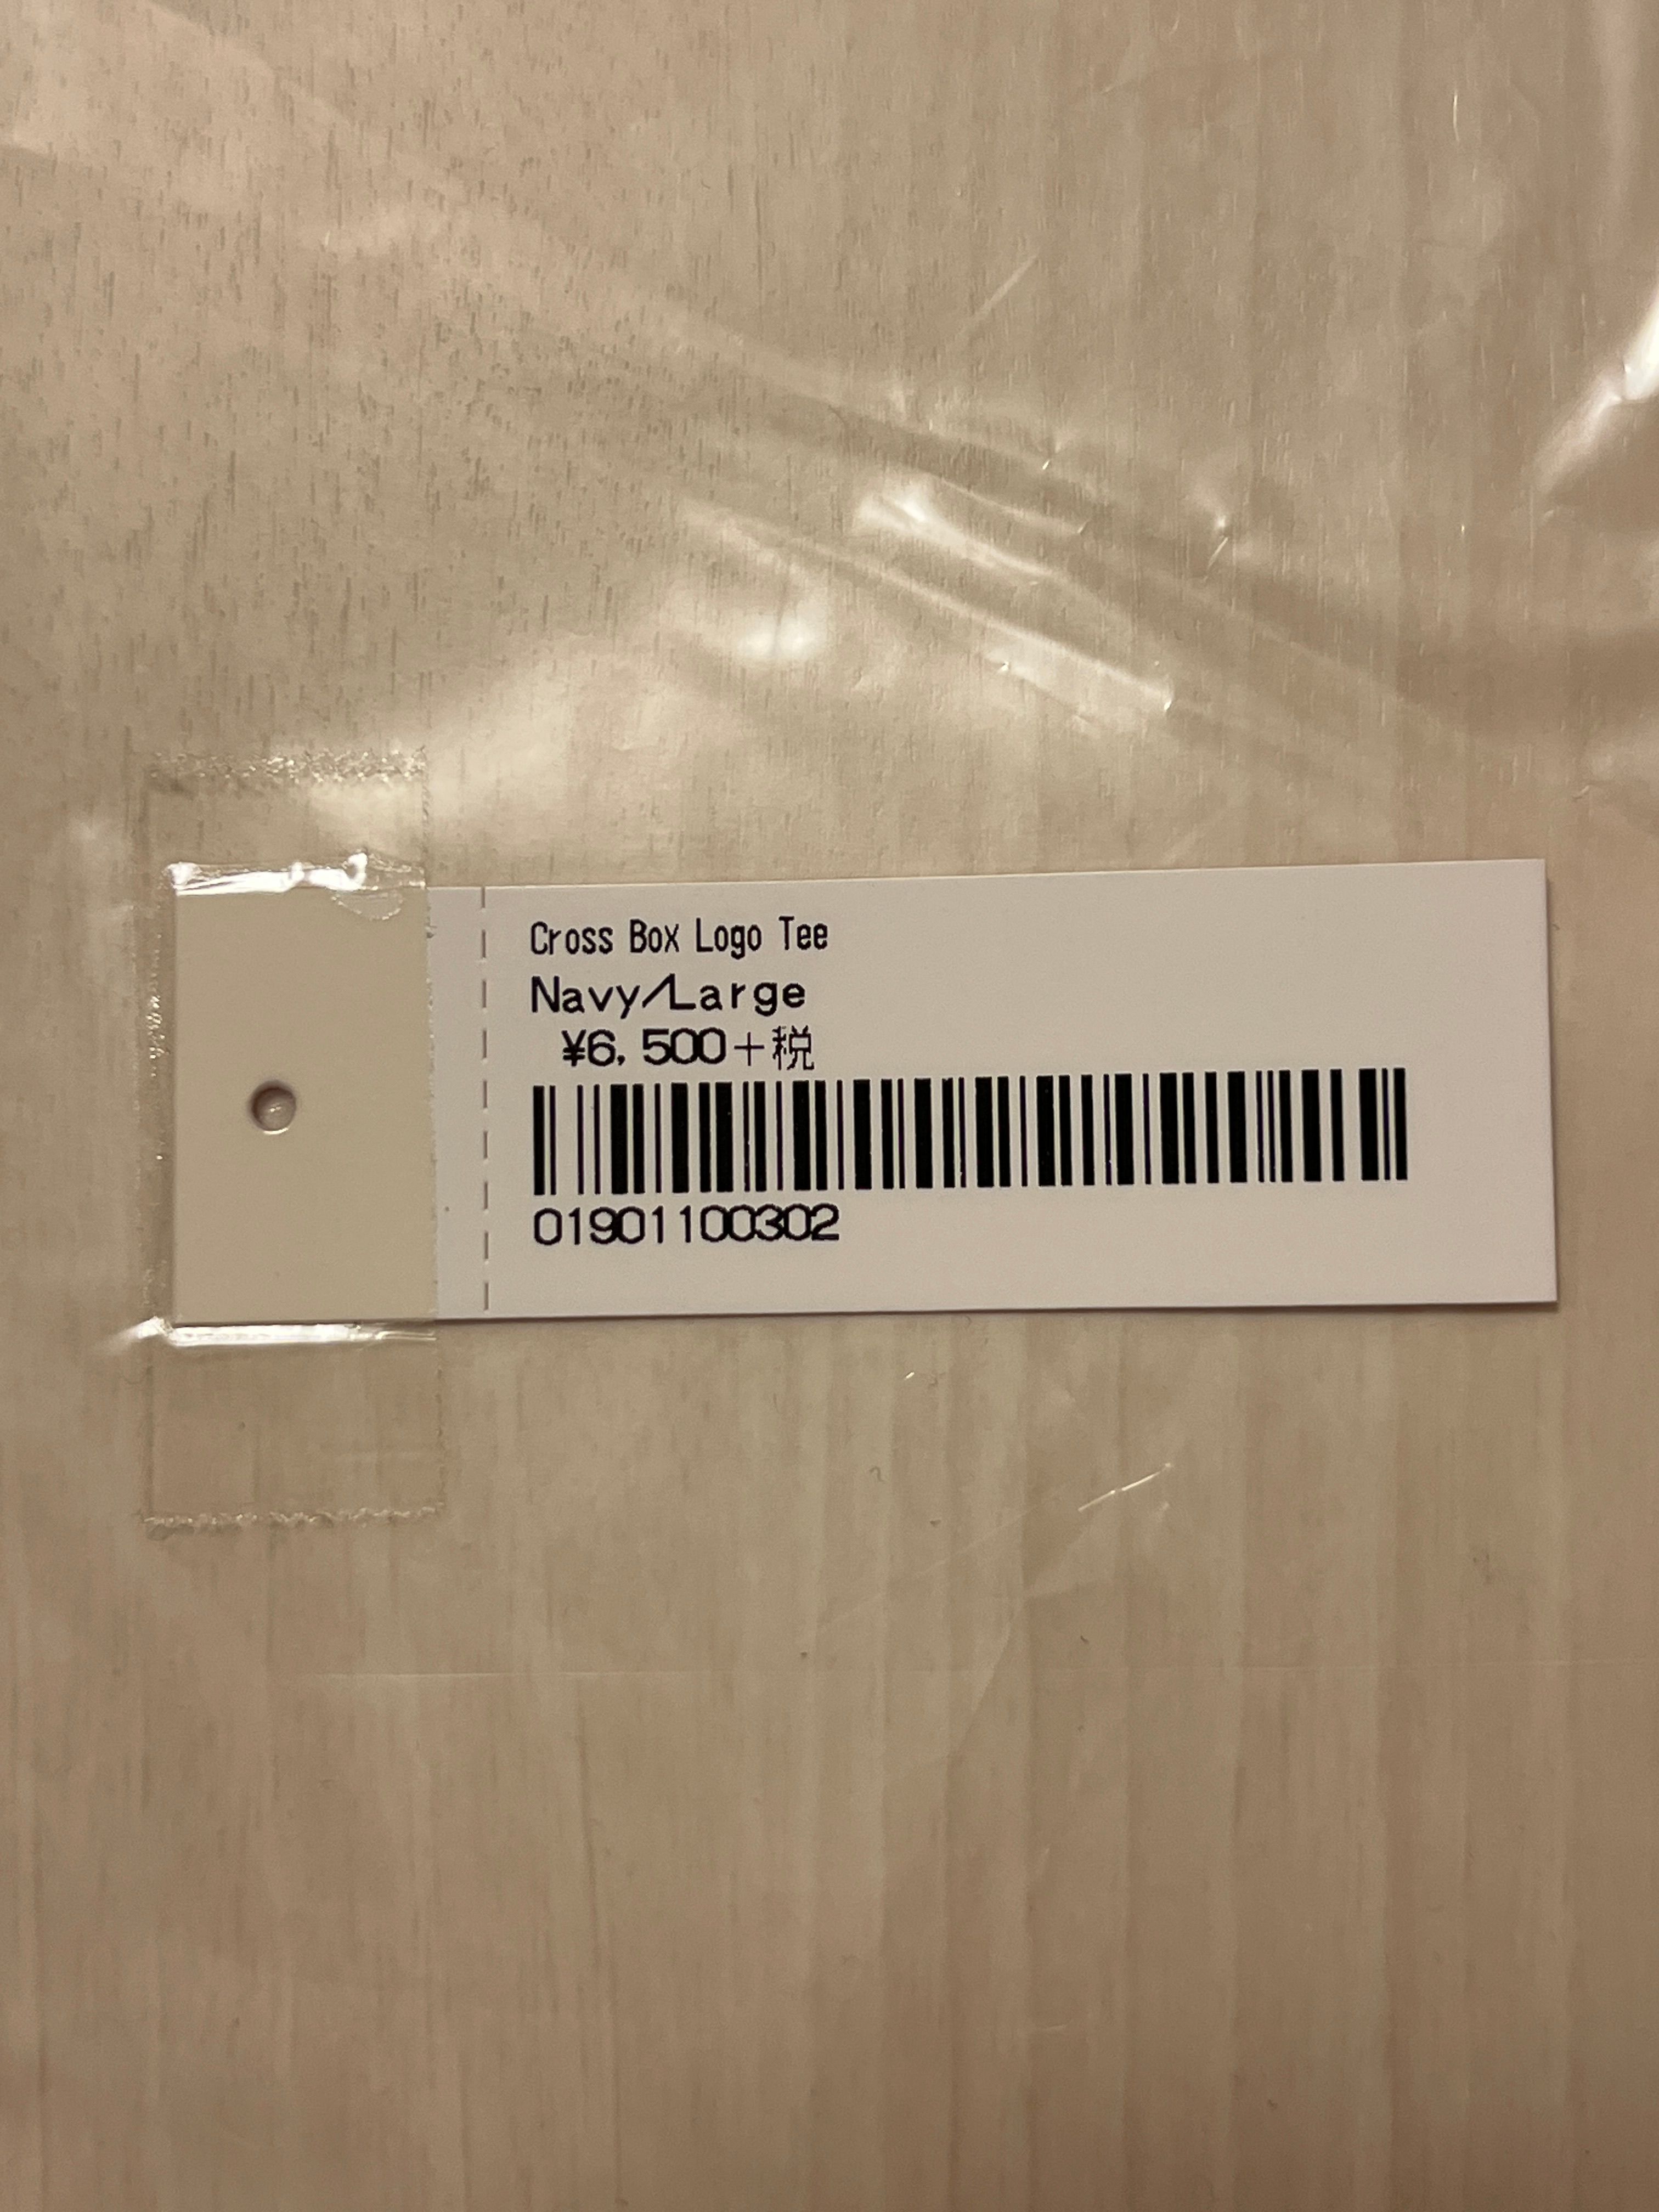 Cross Box Logo Tee
Navy/Large
¥6,500+税
01901100302